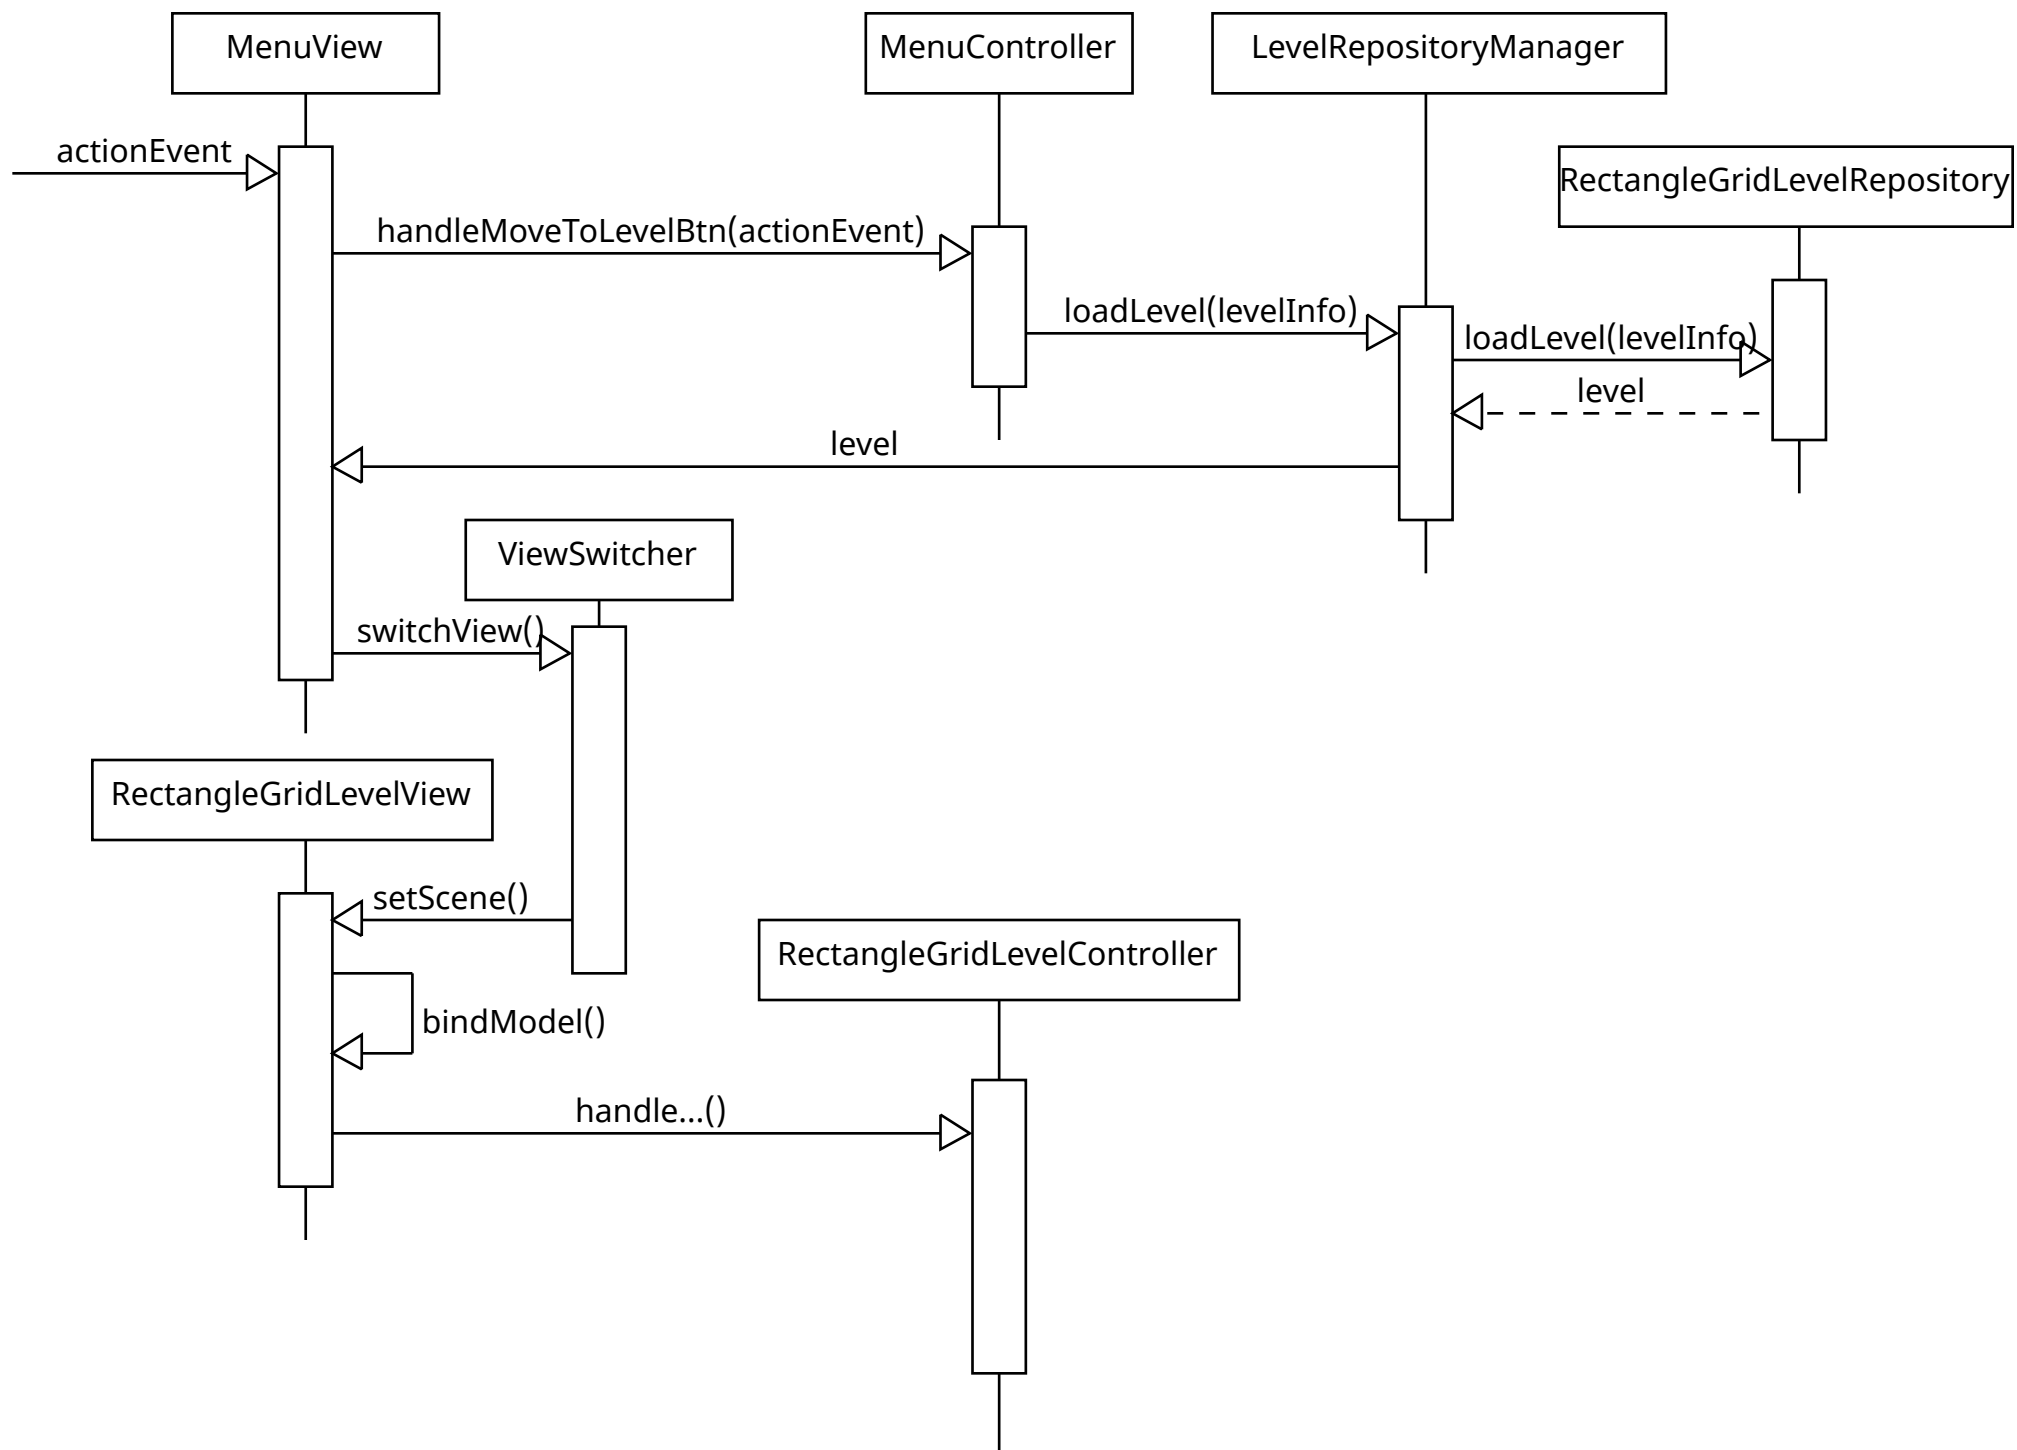 MenuView
MenuController
LevelRepositoryManager
actionEvent
RectangleGridLevelRepository
handleMoveToLevelBtn(actionEvent)
loadLevel(levelInfo)
loadLevel(levelInfo)
level
level
ViewSwitcher
switchView()
RectangleGridLevelView
setScene()
RectangleGridLevelController
bindModel()
handle...()